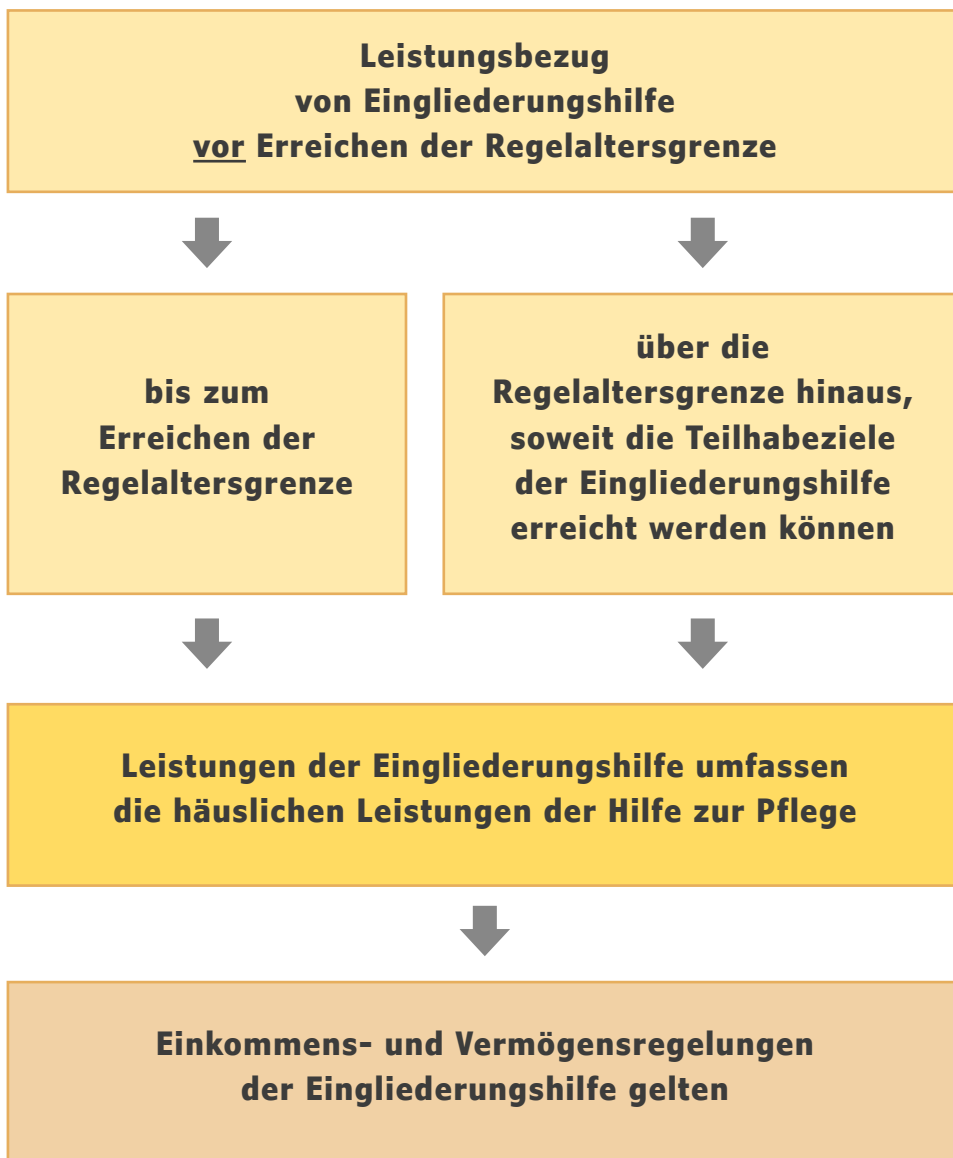 Leistungsbezug
von Eingliederungshilfe
vor Erreichen der Regelaltersgrenze
bis zum
Erreichen der
Regelaltersgrenze
über die
Regelaltersgrenze hinaus,
soweit die Teilhabeziele
der Eingliederungshilfe
erreicht werden können
Leistungen der Eingliederungshilfe umfassen
die häuslichen Leistungen der Hilfe zur Pflege
Einkommens- und Vermögensregelungen
der Eingliederungshilfe gelten